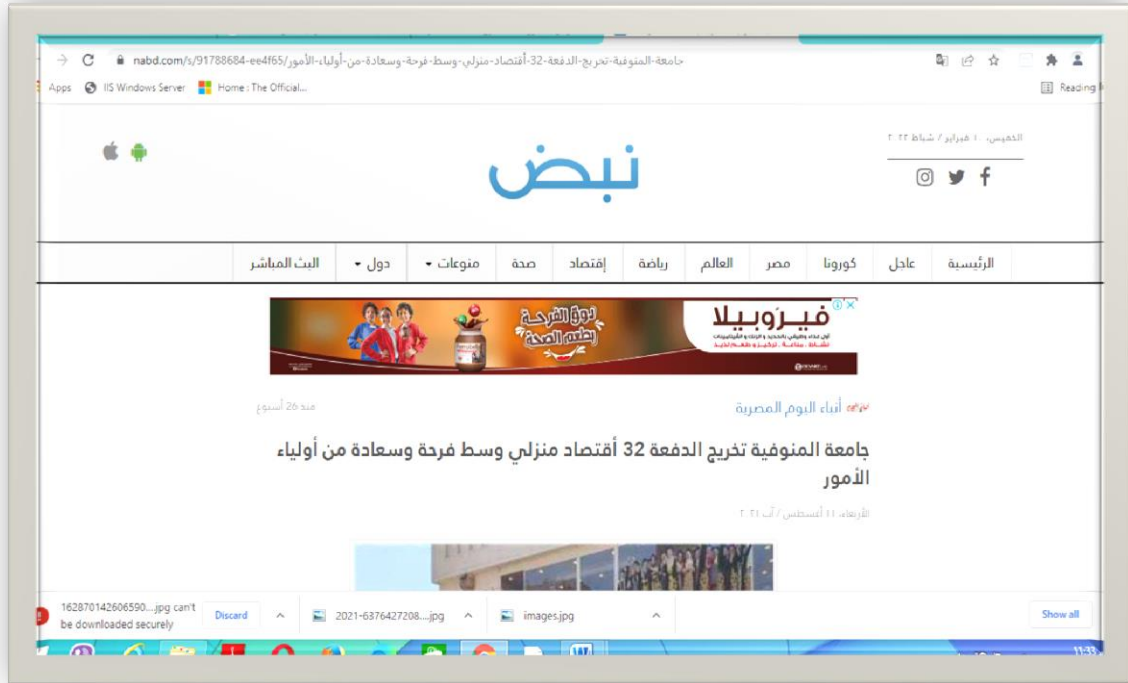 nabd.com/s/91788684-ee4f65/جامعة-المنوفية-تخريج-الدفعة-32-أقتصاد-منزلي-وسط-فرحة-وسعادة-من-أولياء-الأمور
Apps IIS Windows Server Home : The Official... Reading
الخميس، ١٠ فبراير / شباط ٢٠٢٢
نبض
الرئيسية عاجل كورونا مصر العالم رياضة إقتصاد صحة منوعات دول البث المباشر
فيروبيلا
ذوق الفرحة
بطعم الصحة
أنباء اليوم المصرية
منذ 26 أسبوع
جامعة المنوفية تخريج الدفعة 32 أقتصاد منزلي وسط فرحة وسعادة من أولياء
الأمور
الأربعاء، ١١ أغسطس / آب ٢٠٢١
162870142606590....jpg can't
be downloaded securely
Discard
2021-6376427208....jpg
images.jpg
Show all
11:33